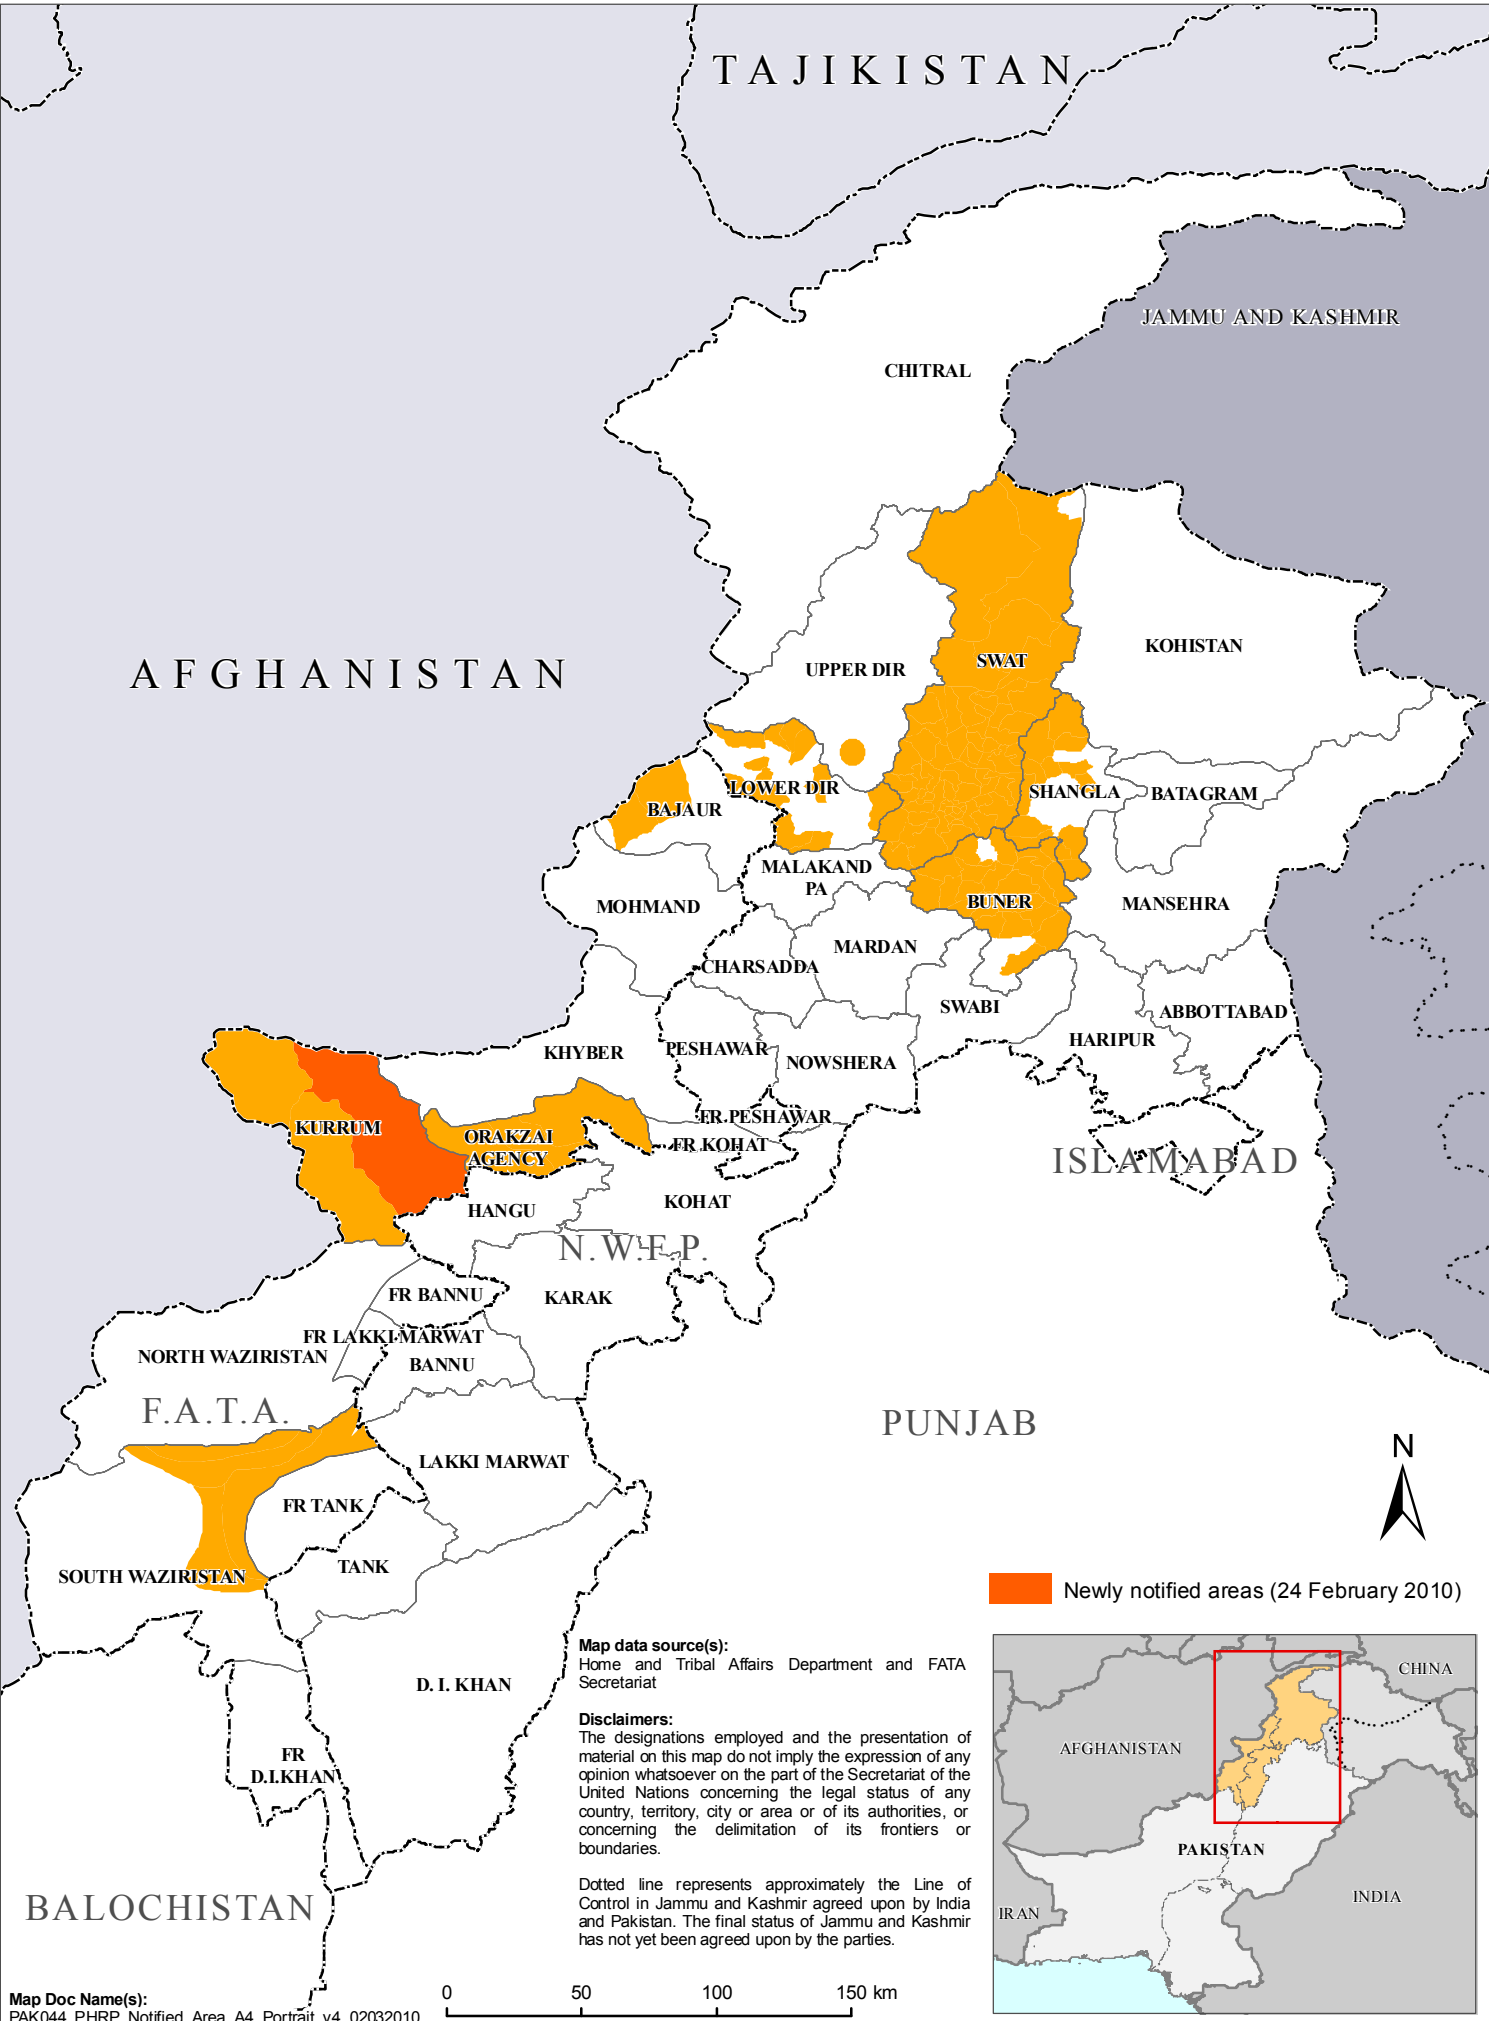 TAJIKISTAN
JAMMU AND KASHMIR
CHITRAL
KOHISTAN
SWAT
UPPER DIR
AFGHANISTAN
LOWER DIR
SHANGLA
BATAGRAM
BAJAUR
MALAKAND
PA
BUNER
MANSEHRA
MOHMAND
MARDAN
CHARSADDA
SWABI
ABBOTTABAD
HARIPUR
KHYBER
PESHAWAR
NOWSHERA
FR PESHAWAR
KURRUM
ORAKZAI
AGENCY
FR KOHAT
ISLAMABAD
KOHAT
HANGU
N.W.F.P.
FR BANNU
KARAK
FR LAKKI MARWAT
NORTH WAZIRISTAN
BANNU
F.A.T.A.
PUNJAB
N
LAKKI MARWAT
FR TANK
TANK
SOUTH WAZIRISTAN
Newly notified areas (24 February 2010)
D. I. KHAN
FR
D.I.KHAN
BALOCHISTAN
Map data source(s):
Home and Tribal Affairs Department and FATA
Secretariat
Disclaimers:
The designations employed and the presentation of
material on this map do not imply the expression of any
opinion whatsoever on the part of the Secretariat of the
United Nations concerning the legal status of any
country, territory, city or area or of its authorities, or
concerning the delimitation of its frontiers or
boundaries.
Dotted line represents approximately the Line of
Control in Jammu and Kashmir agreed upon by India
and Pakistan. The final status of Jammu and Kashmir
has not yet been agreed upon by the parties.
CHINA
AFGHANISTAN
PAKISTAN
INDIA
IRAN
0 50 100 150 km
Map Doc Name(s):
PAK044_PHRP_Notified_Area_A4_Portrait_v4_02032010